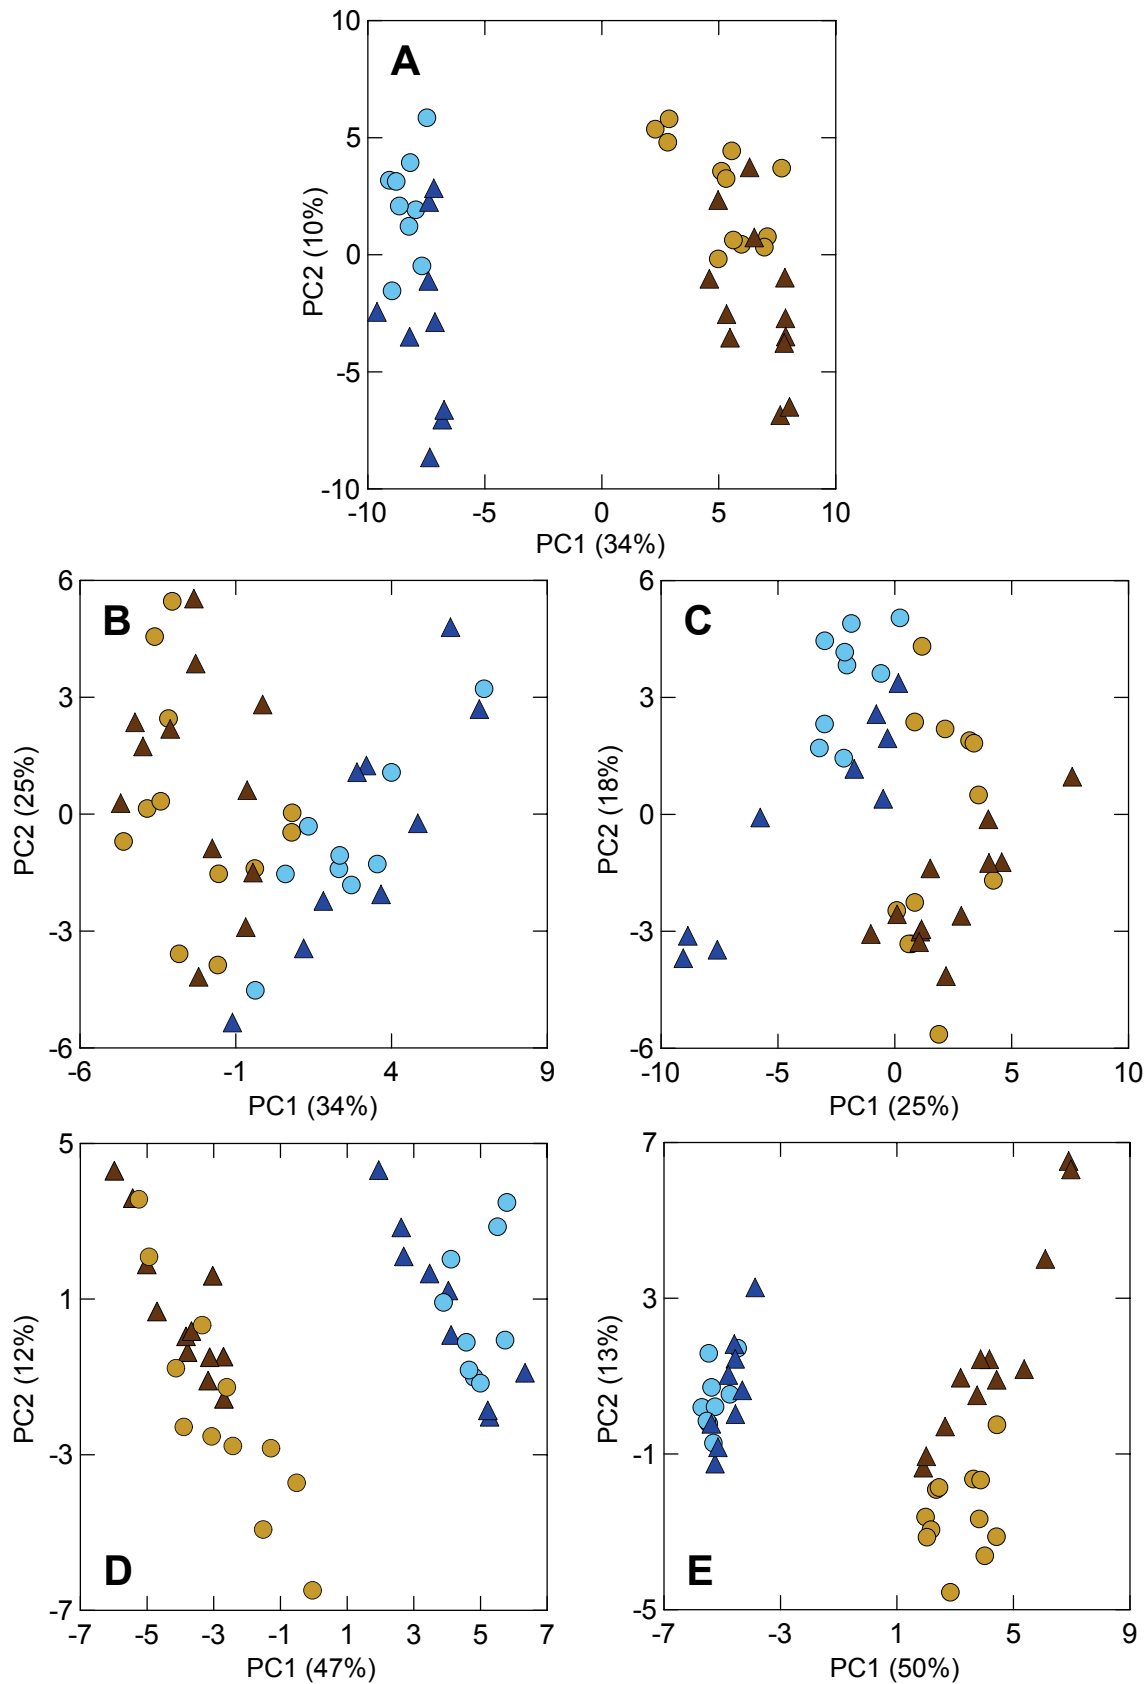 10
A
5
0
-5
-10
PC2 (10%)
-10 -5 0 5 10
PC1 (34%)
6
B
3
0
-3
-6
PC2 (25%)
-6 -1 4 9
PC1 (34%)
6
C
3
0
-3
-6
PC2 (18%)
-10 -5 0 5 10
PC1 (25%)
5
1
-3
-7
PC2 (12%)
D
-7 -5 -3 -1 1 3 5 7
PC1 (47%)
7
3
-1
-5
PC2 (13%)
E
-7 -3 1 5 9
PC1 (50%)